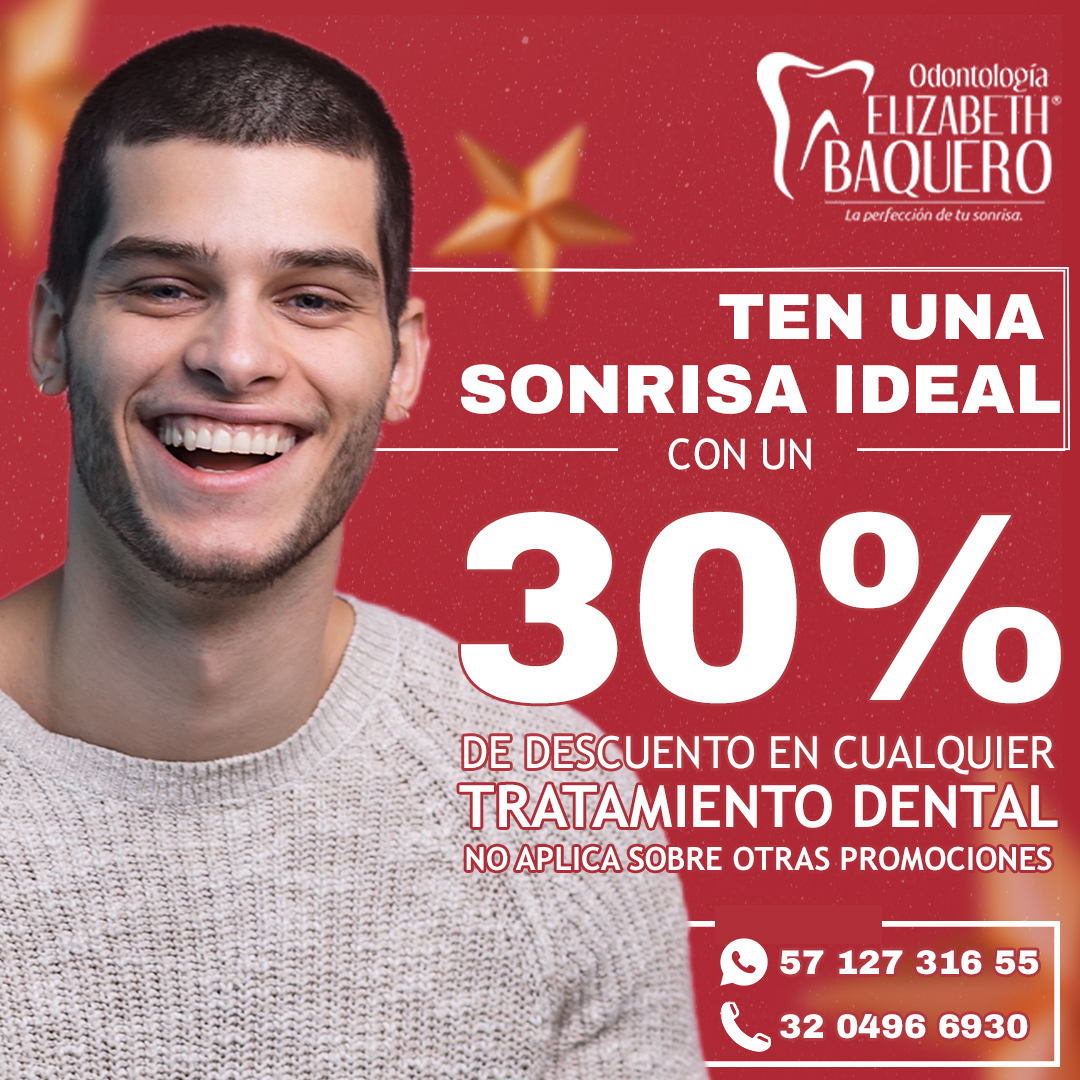 Odontología
ELIZABETH®
BAQUERO
La perfección de tu sonrisa.
TEN UNA
SONRISA IDEAL
CON UN
30%
DE DESCUENTO EN CUALQUIER
TRATAMIENTO DENTAL
NO APLICA SOBRE OTRAS PROMOCIONES
57 127 316 55
32 0496 6930